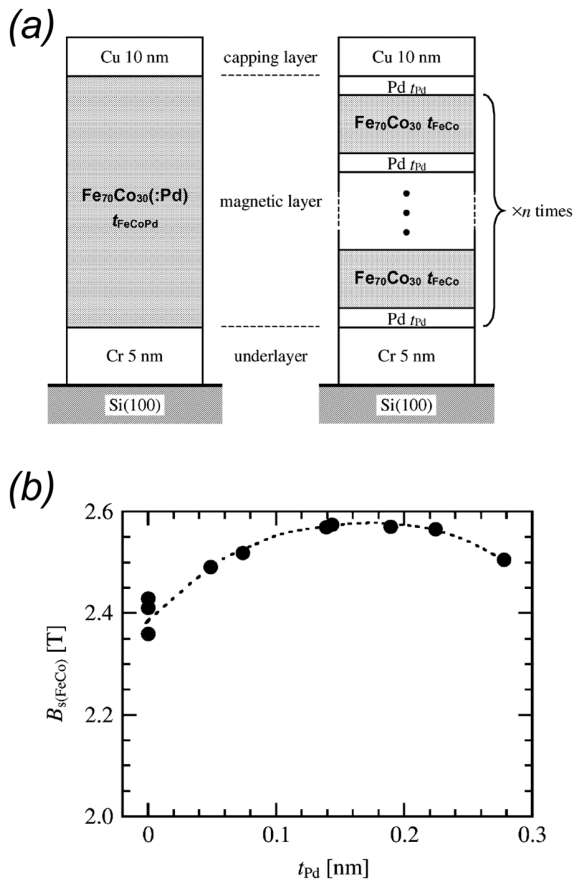 (a)
Cu 10 nm
capping layer
Cu 10 nm
Pd tPd
Fe70Co30 tFeCo
Fe70Co30(:Pd)
tFeCoPd
magnetic layer
Pd tPd
×n times
Fe70Co30 tFeCo
Pd tPd
Cr 5 nm
underlayer
Cr 5 nm
Si(100)
Si(100)
(b)
2.6
2.4
2.2
2.0
Bs(FeCo) [T]
0
0.1
0.2
0.3
tPd [nm]